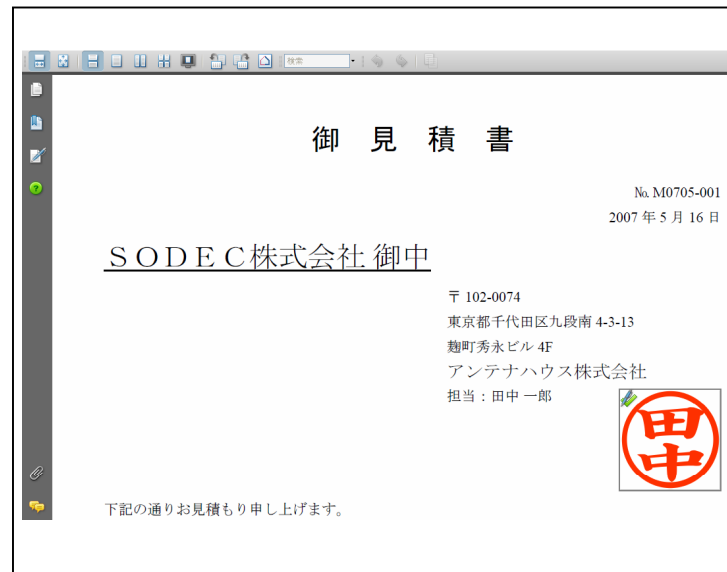 検索
御 見 積 書
№ M0705-001
2007 年 5 月 16 日
ＳＯＤＥＣ株式会社 御中
〒 102-0074
東京都千代田区九段南 4-3-13
麹町秀永ビル 4F
アンテナハウス株式会社
担当：田中 一郎
田中
下記の通りお見積もり申し上げます。